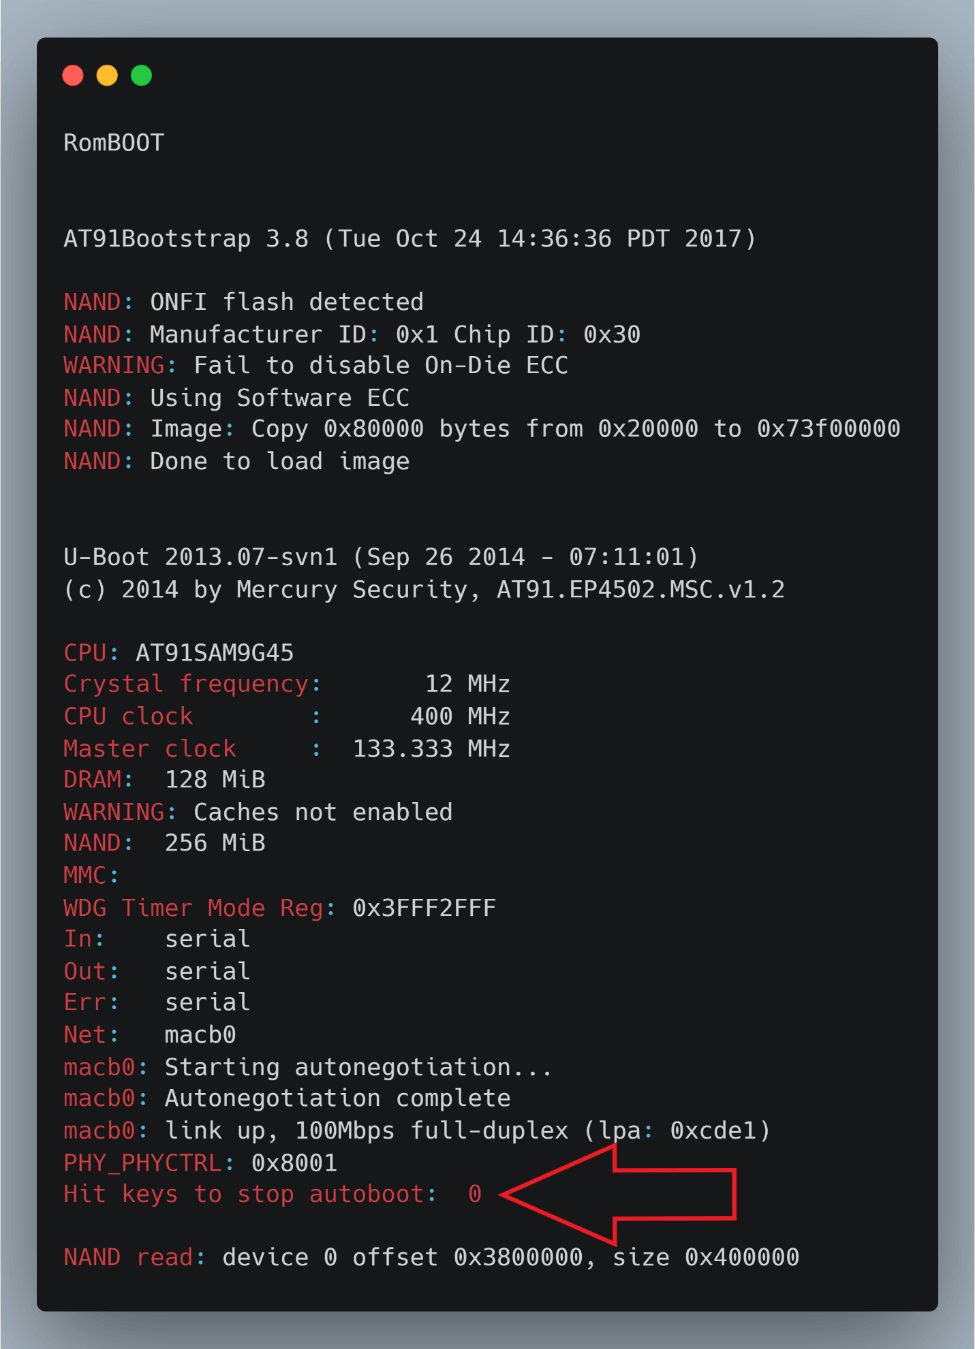 RomBOOT
AT91Bootstrap 3.8 (Tue Oct 24 14:36:36 PDT 2017)
NAND: ONFI flash detected
NAND: Manufacturer ID: 0x1 Chip ID: 0x30
WARNING: Fail to disable On-Die ECC
NAND: Using Software ECC
NAND: Image: Copy 0x80000 bytes from 0x20000 to 0x73f00000
NAND: Done to load image
U-Boot 2013.07-svn1 (Sep 26 2014 - 07:11:01)
(c) 2014 by Mercury Security, AT91.EP4502.MSC.v1.2
CPU: AT91SAM9G45
Crystal frequency:       12 MHz
CPU clock        :      400 MHz
Master clock     :  133.333 MHz
DRAM:  128 MiB
WARNING: Caches not enabled
NAND:  256 MiB
MMC:
WDG Timer Mode Reg: 0x3FFF2FFF
In:    serial
Out:   serial
Err:   serial
Net:   macb0
macb0: Starting autonegotiation...
macb0: Autonegotiation complete
macb0: link up, 100Mbps full-duplex (lpa: 0xcde1)
PHY_PHYCTRL: 0x8001
Hit keys to stop autoboot:  0
NAND read: device 0 offset 0x3800000, size 0x400000